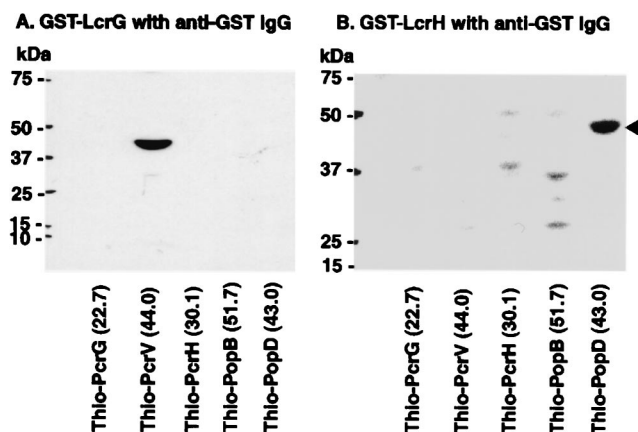 A. GST-LcrG with anti-GST IgG
kDa
75 -
50 -
37 -
25 -
15 -
10 -
Thio-PcrG (22.7)
Thio-PcrV (44.0)
Thio-PcrH (30.1)
Thio-PopB (51.7)
Thio-PopD (43.0)
B. GST-LcrH with anti-GST IgG
kDa
75 -
50 -
37 -
25 -
15 -
Thio-PcrG (22.7)
Thio-PcrV (44.0)
Thio-PcrH (30.1)
Thio-PopB (51.7)
Thio-PopD (43.0)